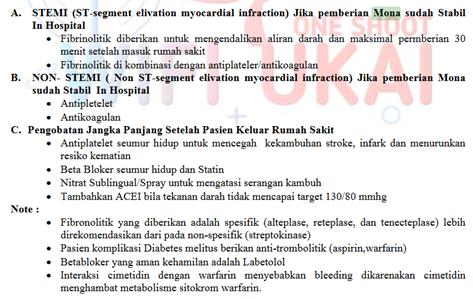 A. STEMI (ST-segment elivation myocardial infraction) Jika pemberian Mona sudah Stabil
In Hospital
• Fibrinolitik diberikan untuk mengendalikan aliran darah dan maksimal permberian 30
menit setelah masuk rumah sakit
• Fibrinolitik di kombinasi dengan antiplateler/antikoagulan
B. NON- STEMI ( Non ST-segment elivation myocardial infraction) Jika pemberian Mona
sudah Stabil In Hospital
• Antipletelet
• Antikoagulan
C. Pengobatan Jangka Panjang Setelah Pasien Keluar Rumah Sakit
• Antiplatelet seumur hidup untuk mencegah kekambuhan stroke, infark dan menurunkan
resiko kematian
• Beta Bloker seumur hidup dan Statin
• Nitrat Sublingual/Spray untuk mengatasi serangan kambuh
• Tambahkan ACEI bila tekanan darah tidak mencapai target 130/80 mmhg
Note :
• Fibronolitik yang diberikan adalah spesifik (alteplase, reteplase, dan tenecteplase) lebih
direkomendasikan dari pada non-spesifik (streptokinase)
• Pasien komplikasi Diabetes melitus berikan anti-trombolitik (aspirin,warfarin)
• Betabloker yang aman kehamilan adalah Labetolol
• Interaksi cimetidin dengan warfarin menyebabkan bleeding dikarenakan cimetidin
menghambat metabolisme sitokrom warfarin.
ONE SHOOT
UKAI